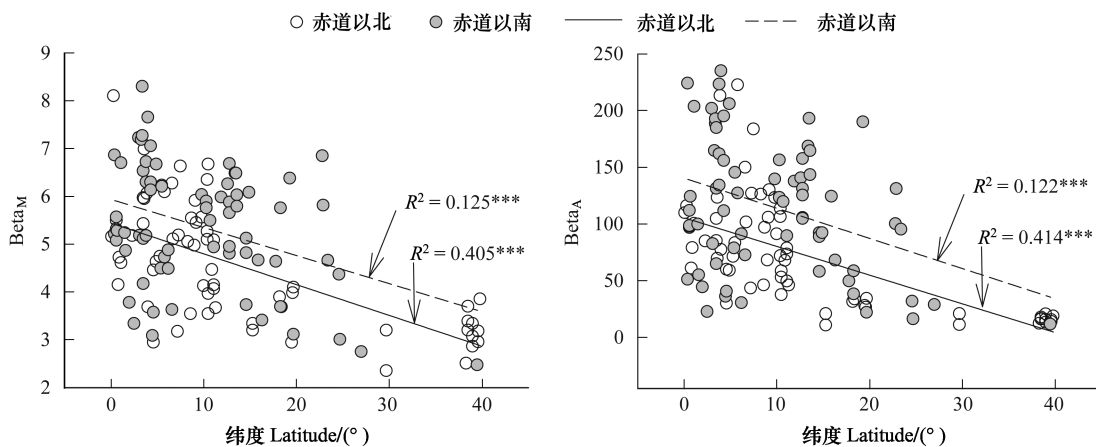 赤道以北 赤道以南 赤道以北 赤道以南
9
8
7
6
5
4
3
2
Beta_M
R² = 0.125***
R² = 0.405***
0 10 20 30 40
纬度 Latitude/(° )
250
200
150
100
50
0
Beta_A
R² = 0.122***
R² = 0.414***
0 10 20 30 40
纬度 Latitude/(° )